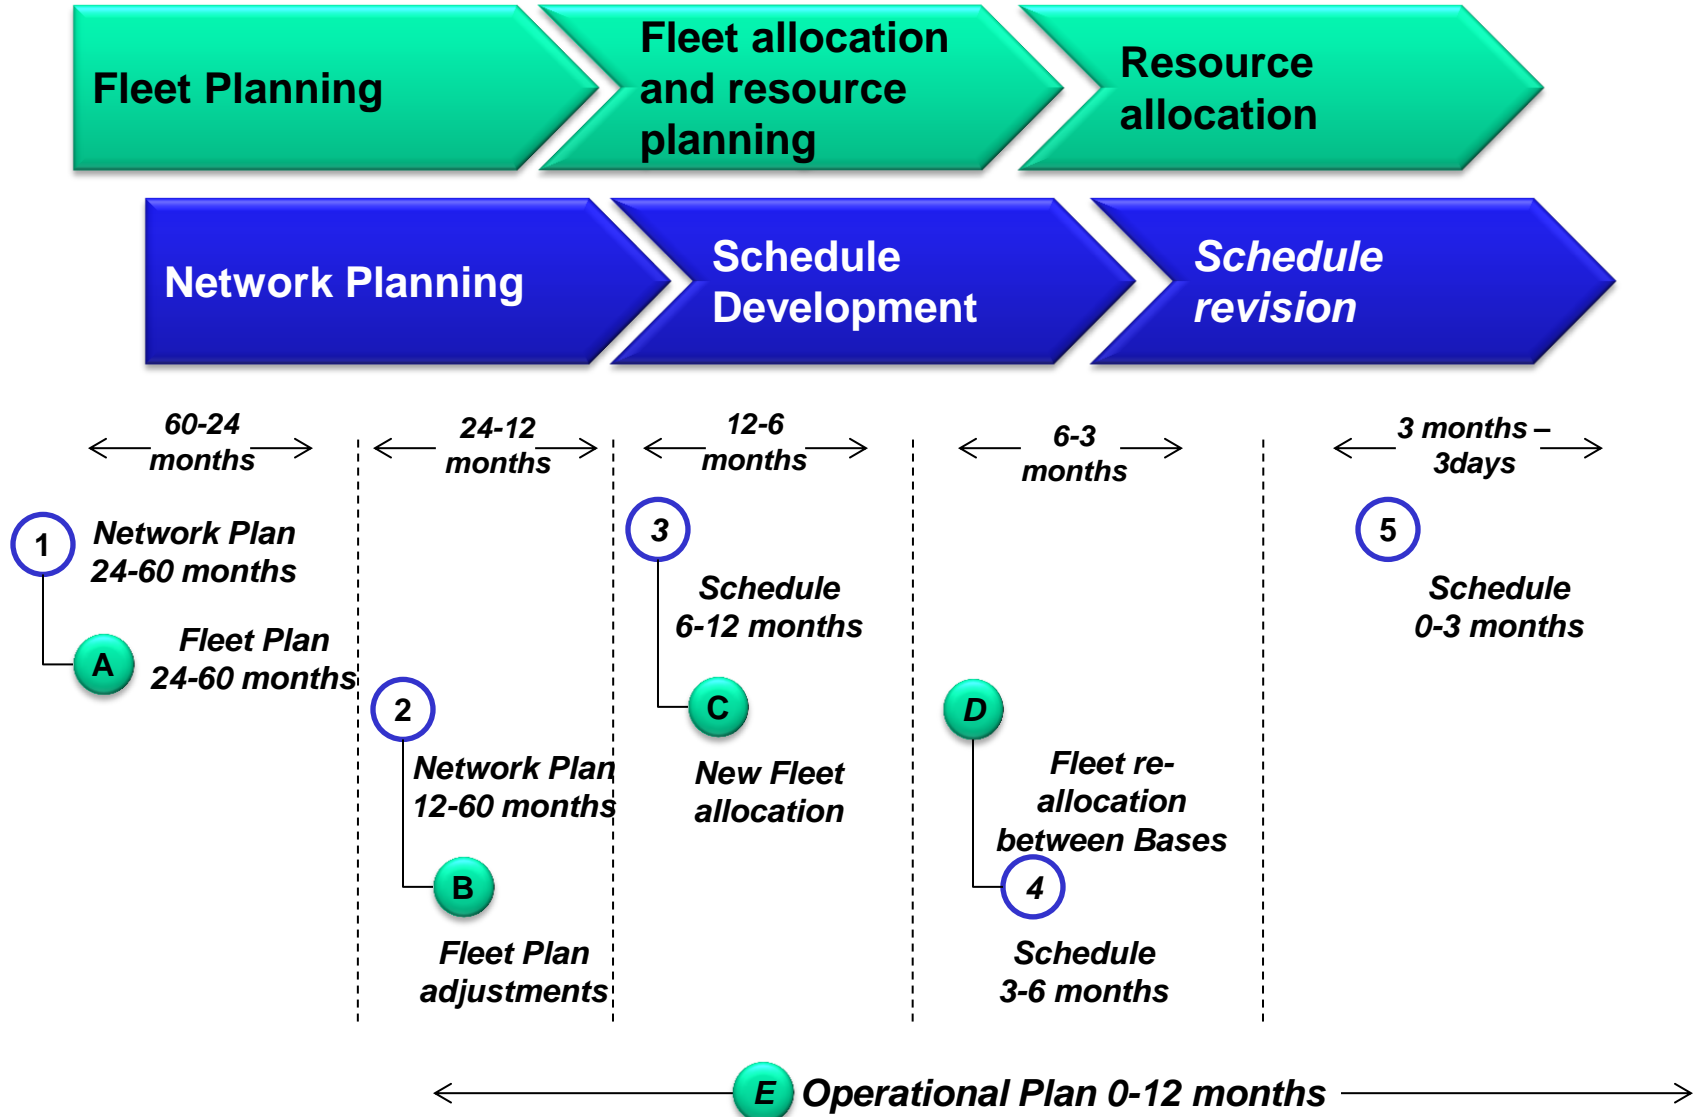 Fleet Planning
Fleet allocation
and resource
planning
Resource
allocation
Network Planning
Schedule
Development
Schedule
revision
60-24
months
24-12
months
12-6
months
6-3
months
3 months –
3days
1
Network Plan
24-60 months
A
Fleet Plan
24-60 months
2
Network Plan
12-60 months
B
Fleet Plan
adjustments
3
Schedule
6-12 months
C
New Fleet
allocation
D
Fleet re-
allocation
between Bases
4
Schedule
3-6 months
5
Schedule
0-3 months
E
Operational Plan 0-12 months